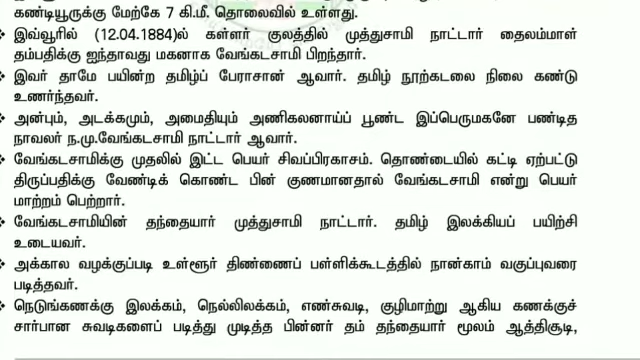 கண்டியூருக்கு மேற்கே 7 கி.மீ. தொலைவில் உள்ளது.
இவ்வூரில் (12.04.1884)ல் கள்ளர் குலத்தில் முத்துசாமி நாட்டார் தைலம்மாள்
தம்பதிக்கு ஐந்தாவது மகனாக வேங்கடசாமி பிறந்தார்.
இவர் தாமே பயின்ற தமிழ்ப் பேராசான் ஆவார். தமிழ் நூற்கடலை நிலை கண்டு
உணர்ந்தவர்.
அன்பும், அடக்கமும், அமைதியும் அணிகலனாய்ப் பூண்ட இப்பெருமகனே பண்டித
நாவலர் ந.மு.வேங்கடசாமி நாட்டார் ஆவார்.
வேங்கடசாமிக்கு முதலில் இட்ட பெயர் சிவப்பிரகாசம். தொண்டையில் கட்டி ஏற்பட்டு
திருப்பதிக்கு வேண்டிக் கொண்ட பின் குணமானதால் வேங்கடசாமி என்று பெயர்
மாற்றம் பெற்றார்.
வேங்கடசாமியின் தந்தையார் முத்துசாமி நாட்டார். தமிழ் இலக்கியப் பயிற்சி
உடையவர்.
அக்கால வழக்குப்படி உள்ளூர் திண்ணைப் பள்ளிக்கூடத்தில் நான்காம் வகுப்புவரை
படித்தவர்.
நெடுங்கணக்கு இலக்கம், நெல்லிலக்கம், எண்சுவடி, குழிமாற்று ஆகிய கணக்குச்
சார்பான சுவடிகளைப் படித்து முடித்த பின்னர் தம் தந்தையார் மூலம் ஆத்திசூடி,